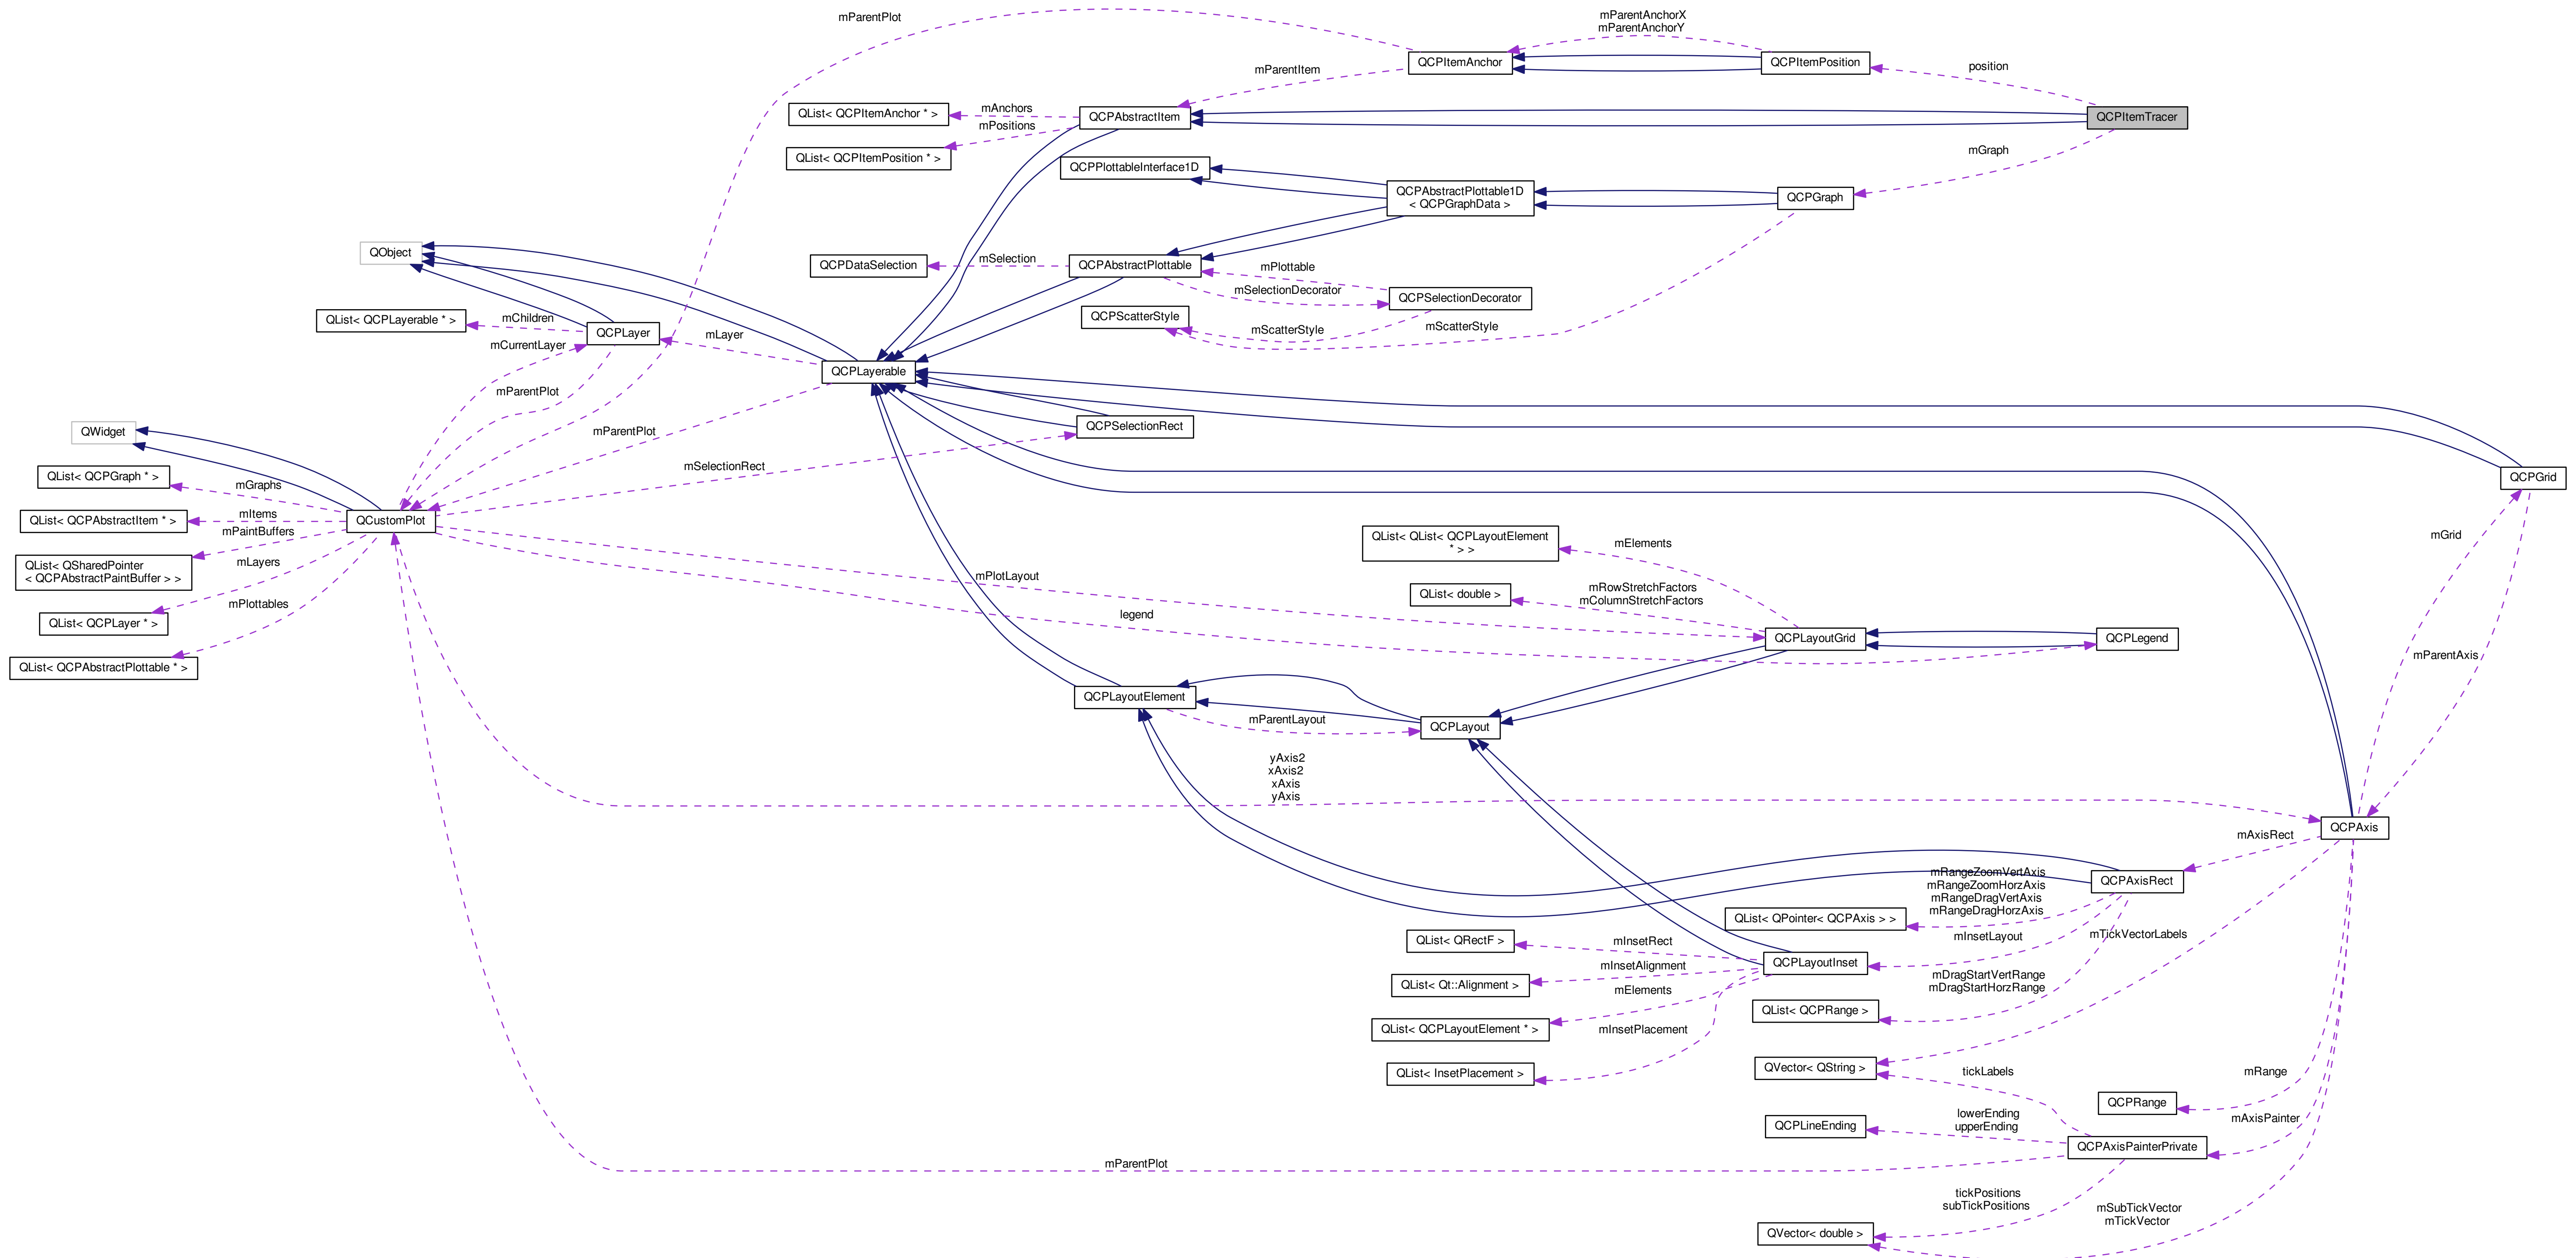 mParentPlot
mParentAnchorX
mParentAnchorY
QCPItemAnchor
QCPItemPosition
position
mParentItem
QList< QCPItemAnchor * >
mAnchors
QCPAbstractItem
QCPItemTracer
mPositions
QList< QCPItemPosition * >
mGraph
QCPPlottableInterface1D
QCPAbstractPlottable1D
< QCPGraphData >
QCPGraph
QObject
QCPDataSelection
mSelection
QCPAbstractPlottable
mPlottable
mSelectionDecorator
QCPSelectionDecorator
QList< QCPLayerable * >
mChildren
QCPLayer
QCPScatterStyle
mScatterStyle
mScatterStyle
mCurrentLayer
mLayer
QCPLayerable
mParentPlot
QWidget
mParentPlot
QCPSelectionRect
mSelectionRect
QList< QCPGraph * >
mGraphs
QCPGrid
QList< QCPAbstractItem * >
mItems
QCustomPlot
mPaintBuffers
QList< QSharedPointer
< QCPAbstractPaintBuffer > >
mLayers
QList< QList< QCPLayoutElement
* > >
mElements
mGrid
mPlotLayout
QList< double >
mRowStretchFactors
mColumnStretchFactors
mPlottables
QList< QCPLayer * >
legend
QCPLayoutGrid
QCPLegend
QList< QCPAbstractPlottable * >
mParentAxis
QCPLayoutElement
mParentLayout
QCPLayout
yAxis2
xAxis2
xAxis
yAxis
QCPAxis
mAxisRect
QCPAxisRect
mRangeZoomVertAxis
mRangeZoomHorzAxis
mRangeDragVertAxis
mRangeDragHorzAxis
QList< QPointer< QCPAxis > >
QList< QRectF >
mInsetRect
mInsetLayout
mTickVectorLabels
QCPLayoutInset
mInsetAlignment
QList< Qt::Alignment >
mElements
mDragStartVertRange
mDragStartHorzRange
QList< QCPRange >
QList< QCPLayoutElement * >
mInsetPlacement
QList< InsetPlacement >
QVector< QString >
tickLabels
mRange
QCPRange
lowerEnding
upperEnding
QCPLineEnding
mAxisPainter
QCPAxisPainterPrivate
mParentPlot
tickPositions
subTickPositions
mSubTickVector
mTickVector
QVector< double >